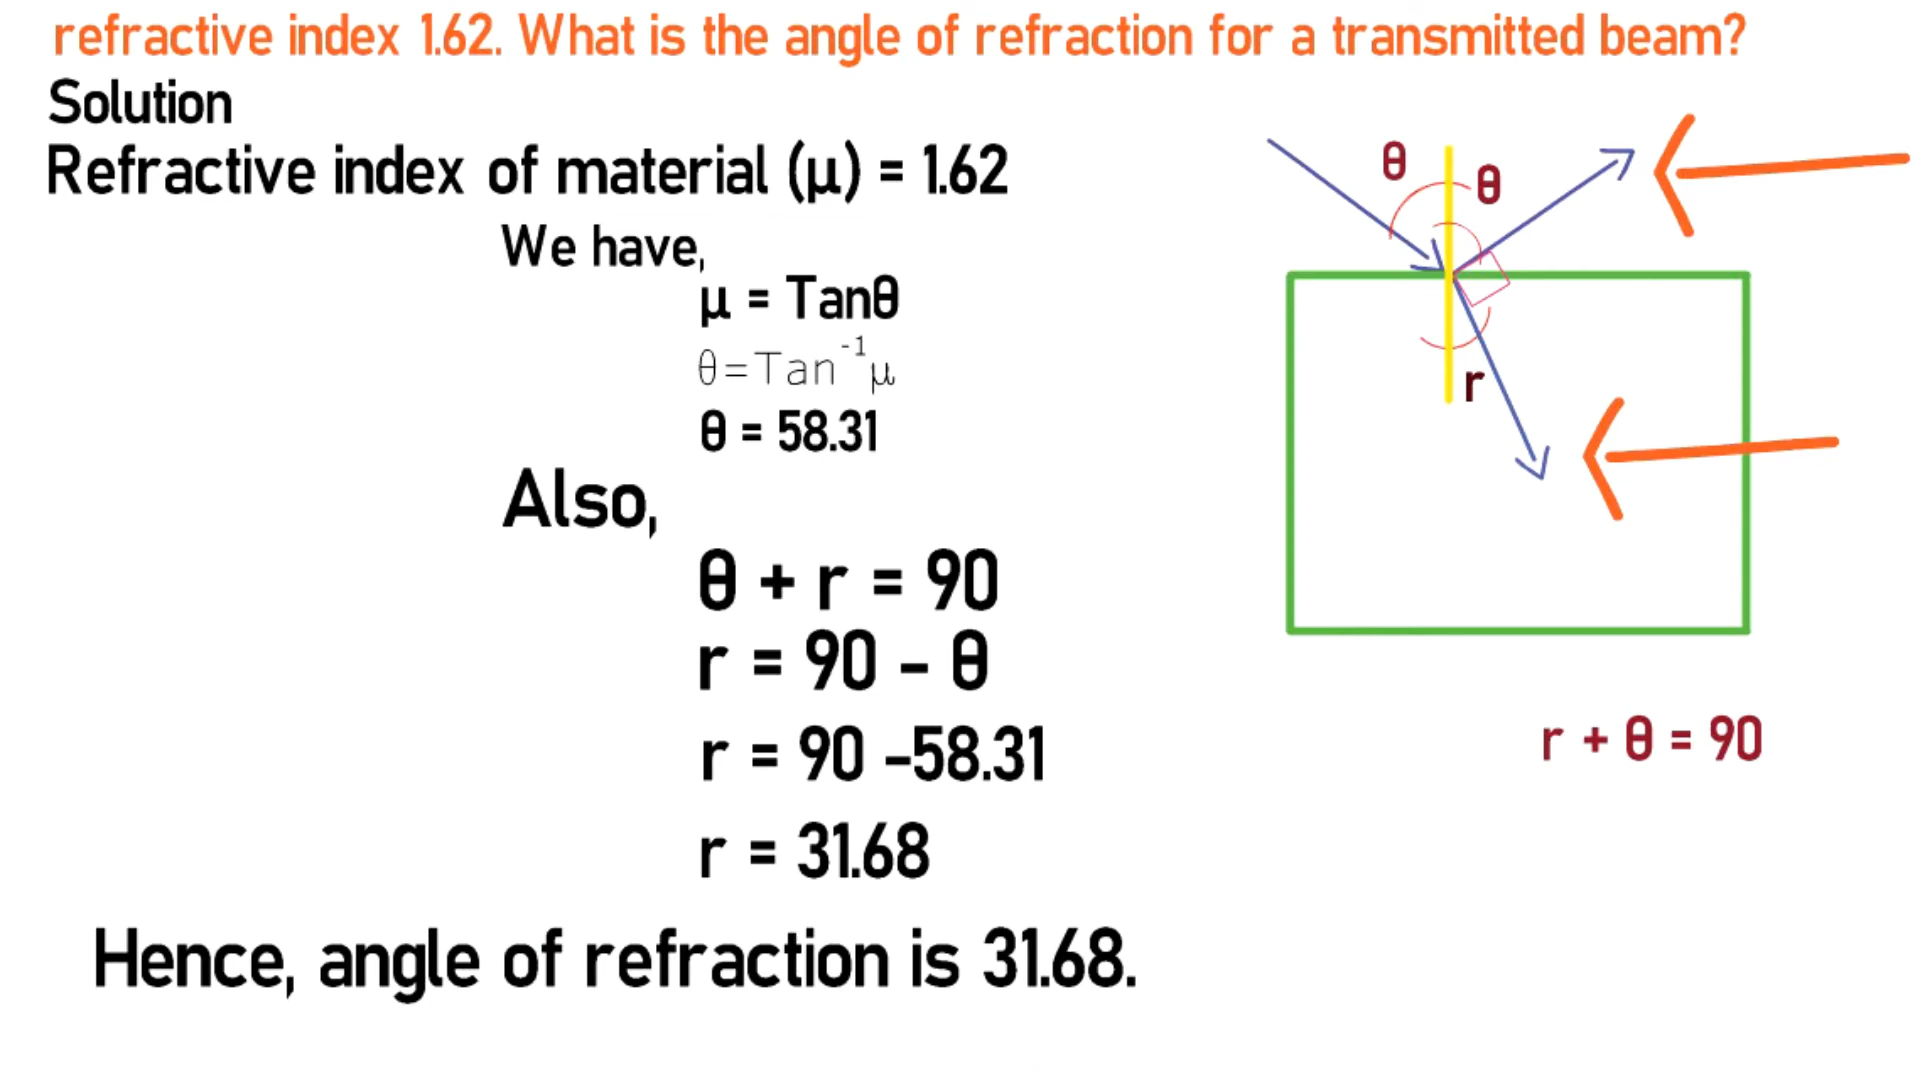 refractive index 1.62. What is the angle of refraction for a transmitted beam?
Solution
Refractive index of material (μ) = 1.62
We have,
μ = Tanθ
θ=Tan⁻¹μ
θ = 58.31
Also,
θ + r = 90
r = 90 - θ
r = 90 -58.31
r = 31.68
Hence, angle of refraction is 31.68.
θ
θ
r
r + θ = 90